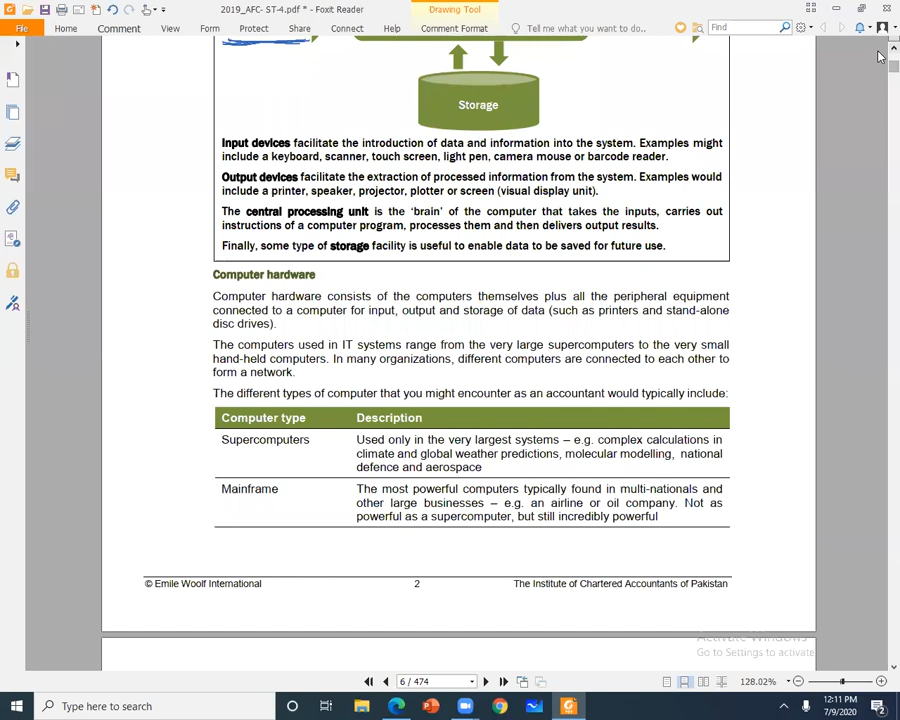 2019_AFC- ST-4.pdf * - Foxit Reader
Drawing Tool
File Home Comment View Form Protect Share Connect Help Comment Format Tell me what you want to do.. Find
Storage
Input devices facilitate the introduction of data and information into the system. Examples might
include a keyboard, scanner, touch screen, light pen, camera mouse or barcode reader.
Output devices facilitate the extraction of processed information from the system. Examples would
include a printer, speaker, projector, plotter or screen (visual display unit).
The central processing unit is the ‘brain’ of the computer that takes the inputs, carries out
instructions of a computer program, processes them and then delivers output results.
Finally, some type of storage facility is useful to enable data to be saved for future use.
Computer hardware
Computer hardware consists of the computers themselves plus all the peripheral equipment
connected to a computer for input, output and storage of data (such as printers and stand-alone
disc drives).
The computers used in IT systems range from the very large supercomputers to the very small
hand-held computers. In many organizations, different computers are connected to each other to
form a network.
The different types of computer that you might encounter as an accountant would typically include:
Computer type Description
Supercomputers Used only in the very largest systems – e.g. complex calculations in
climate and global weather predictions, molecular modelling, national
defence and aerospace
Mainframe The most powerful computers typically found in multi-nationals and
other large businesses – e.g. an airline or oil company. Not as
powerful as a supercomputer, but still incredibly powerful
© Emile Woolf International 2 The Institute of Chartered Accountants of Pakistan
Activate Windows
Go to Settings to activate
6 / 474 128.02%
Type here to search
12:11 PM
7/9/2020
2